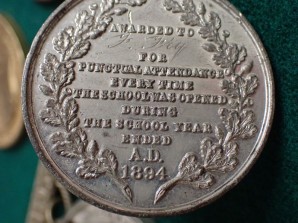 AWARDED TO
FOR
PUNCTUAL ATTENDANCE
EVERY TIME
THE SCHOOL WAS OPENED
DURING
THE SCHOOL YEAR
ENDED
A.D.
1894